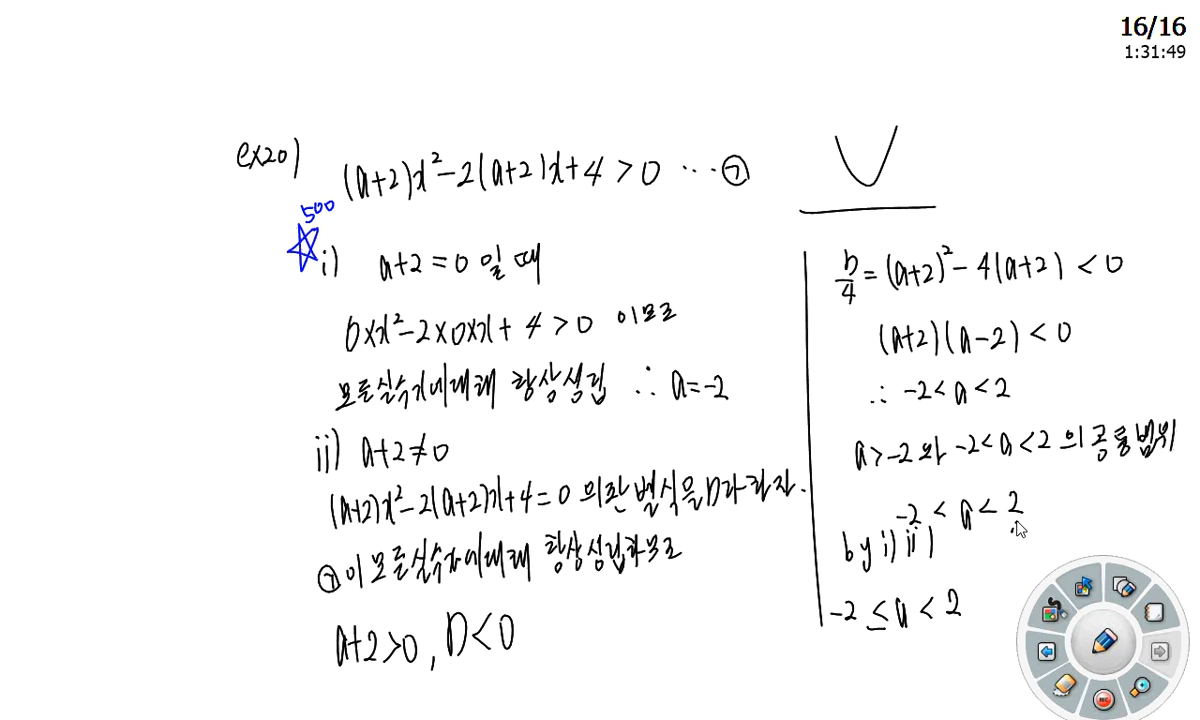 16/16
1:31:49
ex20)
(a+2)x²-2(a+2)x+4>0 ··· ㉠
500
i) a+2=0 일 때
0×x²-2×0×x+4>0 이므로
모든실수x에대해 항상성립 ∴ a=-2
ii) a+2≠0
(a+2)x²-2(a+2)x+4=0 의판별식을D라하자.
㉠이 모든실수x에대해 항상성립하므로
a+2>0, D<0
D/4=(a+2)²-4(a+2)<0
(a+2)(a-2)<0
∴ -2<a<2
a>-2와 -2<a<2 의공통범위
-2<a<2
by i) ii)
-2≤a<2